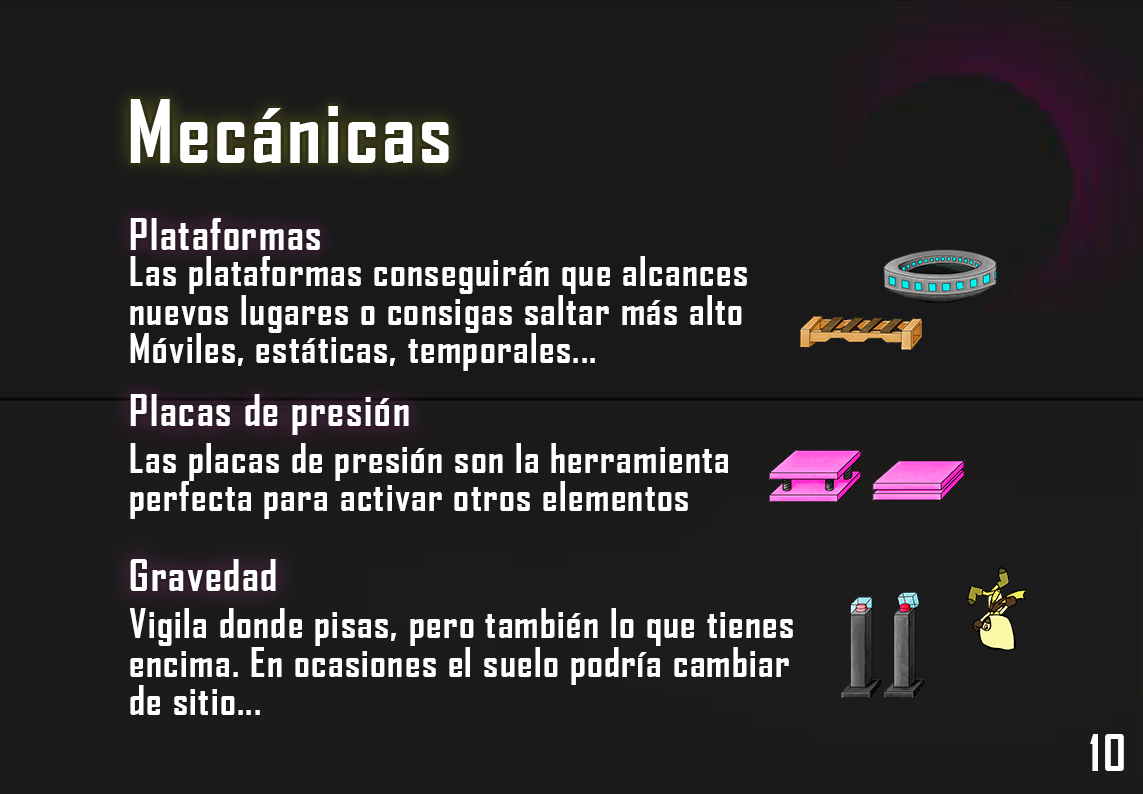 Mecánicas
Plataformas
Las plataformas conseguirán que alcances
nuevos lugares o consigas saltar más alto
Móviles, estáticas, temporales...
Placas de presión
Las placas de presión son la herramienta
perfecta para activar otros elementos
Gravedad
Vigila donde pisas, pero también lo que tienes
encima. En ocasiones el suelo podría cambiar
de sitio...
10